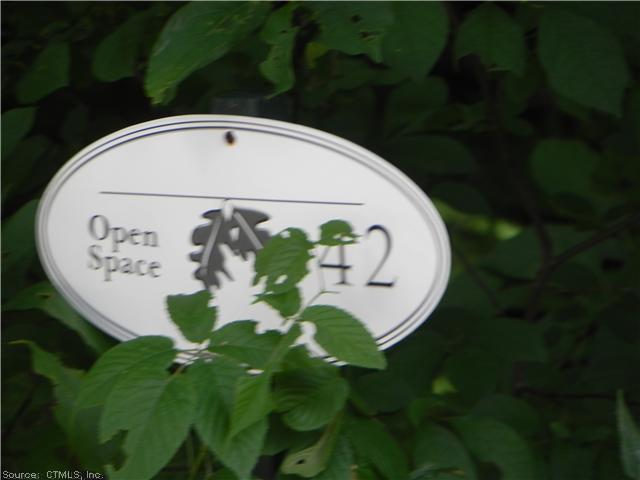 Open
Space
42
Source: CTMLS, Inc.